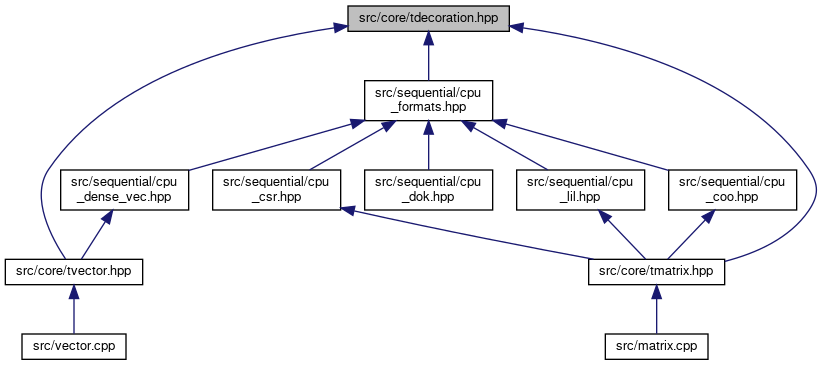 src/core/tdecoration.hpp
src/sequential/cpu
_formats.hpp
src/sequential/cpu
_dense_vec.hpp
src/sequential/cpu
_csr.hpp
src/sequential/cpu
_dok.hpp
src/sequential/cpu
_lil.hpp
src/sequential/cpu
_coo.hpp
src/core/tvector.hpp
src/core/tmatrix.hpp
src/vector.cpp
src/matrix.cpp